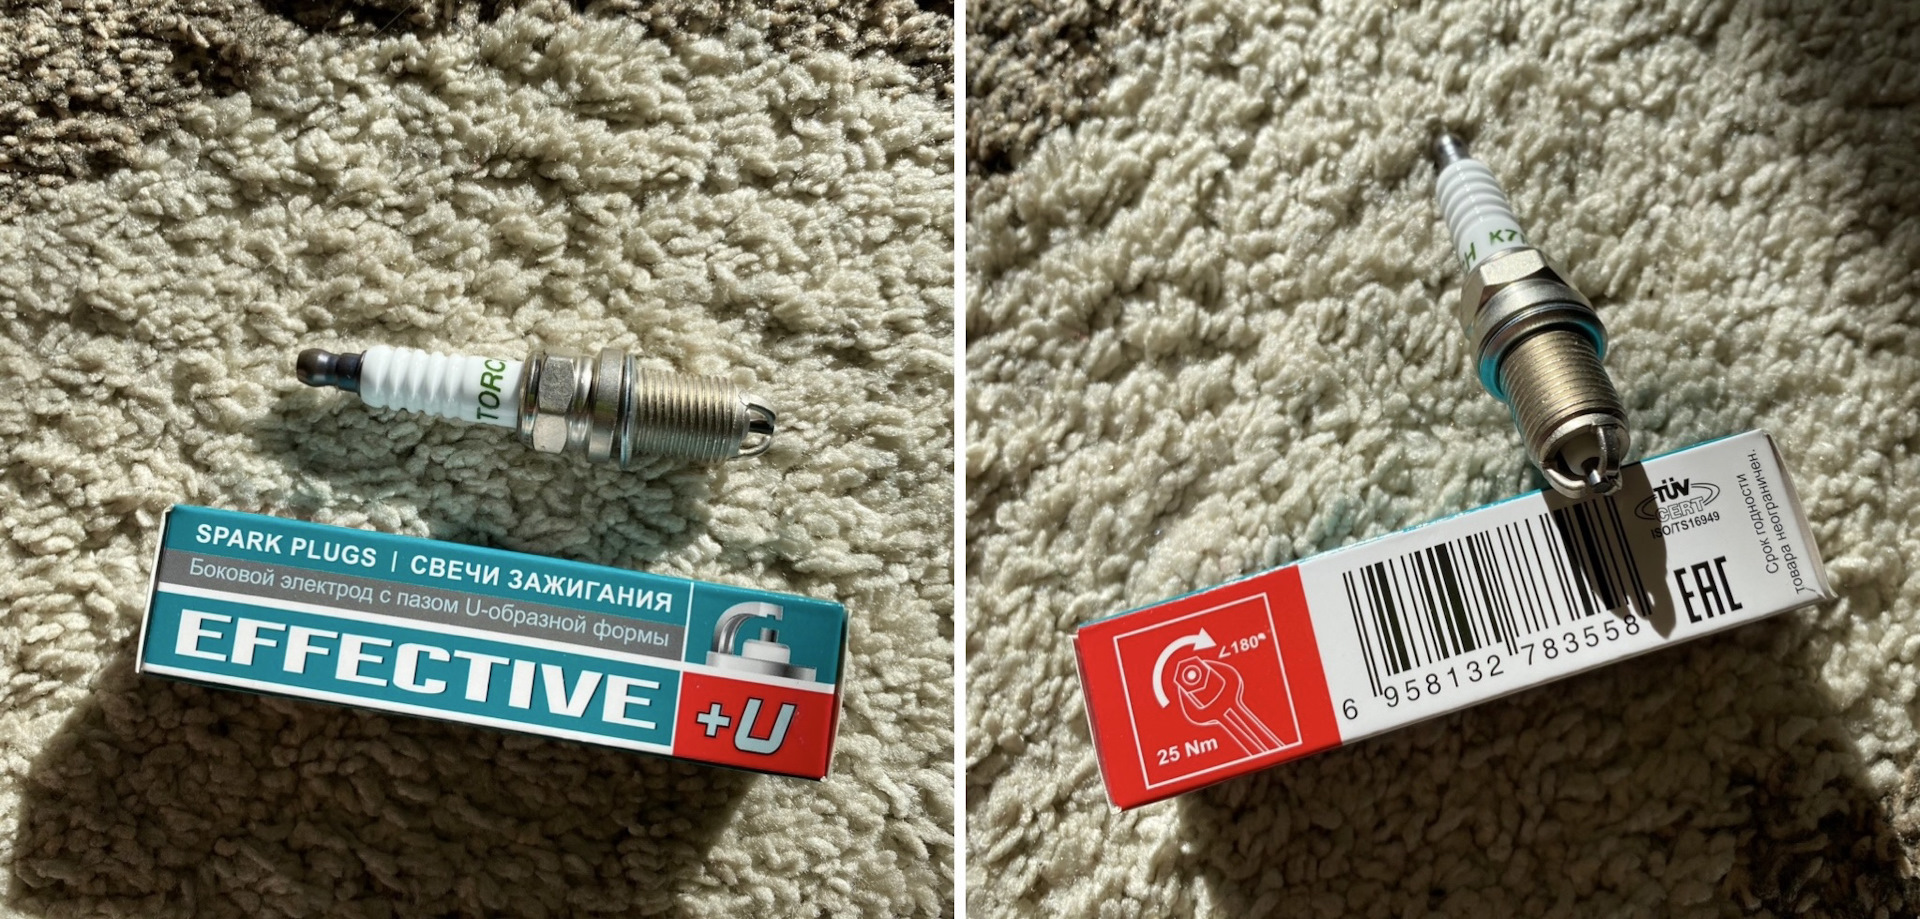 TORC
SPARK PLUGS | СВЕЧИ ЗАЖИГАНИЯ
Боковой электрод с пазом U-образной формы
EFFECTIVE
+U
H K7
∠180°
25 Nm
6 958132 783558
TÜV
CERT
ISO/TS16949
EAC
Срок годности
товара неограничен.